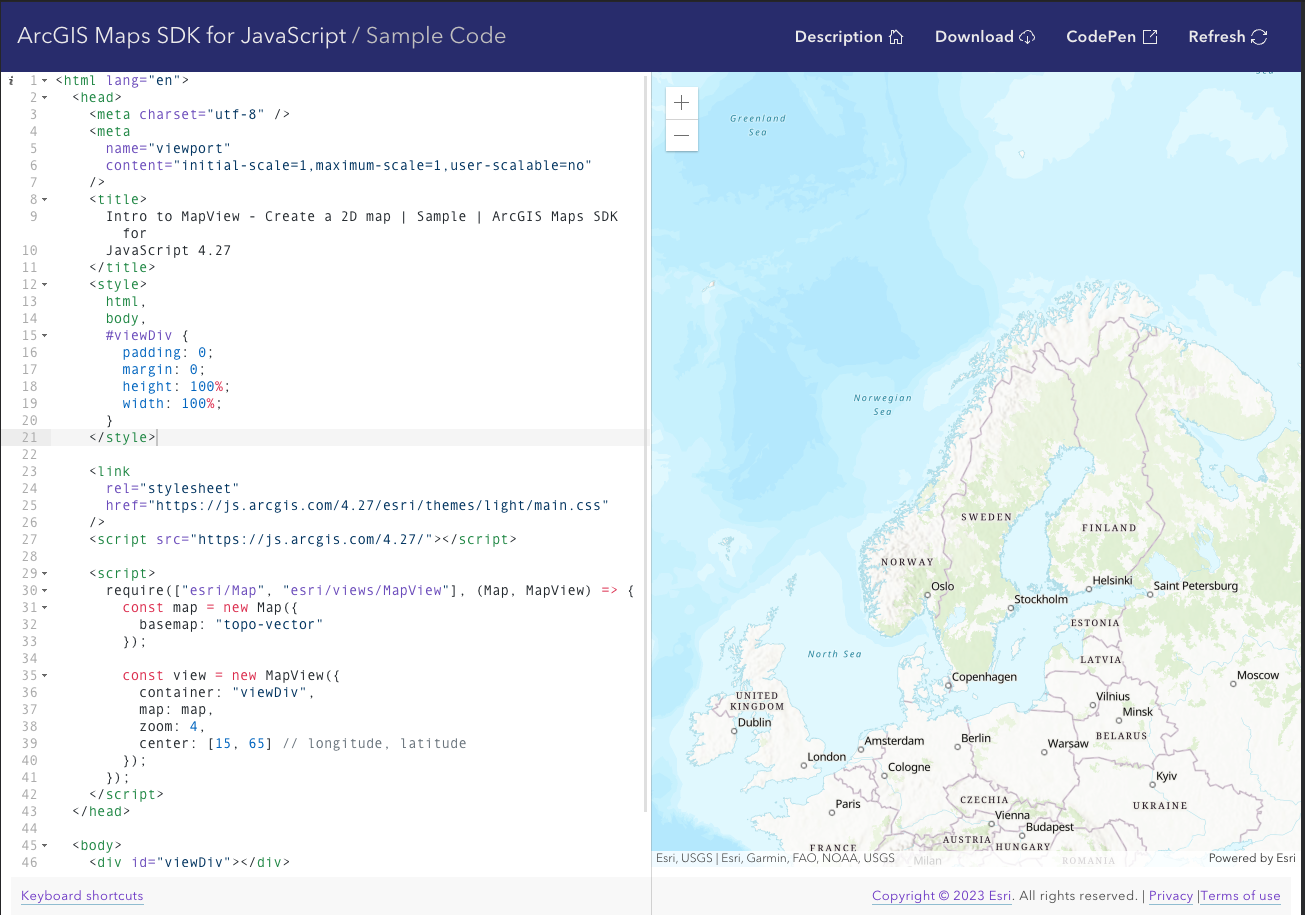 ArcGIS Maps SDK for JavaScript / Sample Code
Description
Download
CodePen
Refresh
i 1 <html lang="en">
2 <head>
3 <meta charset="utf-8" />
4 <meta
5 name="viewport"
6 content="initial-scale=1,maximum-scale=1,user-scalable=no"
7 />
8 <title>
9 Intro to MapView - Create a 2D map | Sample | ArcGIS Maps SDK
for
10 JavaScript 4.27
11 </title>
12 <style>
13 html,
14 body,
15 #viewDiv {
16 padding: 0;
17 margin: 0;
18 height: 100%;
19 width: 100%;
20 }
21 </style>
22
23 <link
24 rel="stylesheet"
25 href="https://js.arcgis.com/4.27/esri/themes/light/main.css"
26 />
27 <script src="https://js.arcgis.com/4.27/"></script>
28
29 <script>
30 require(["esri/Map", "esri/views/MapView"], (Map, MapView) => {
31 const map = new Map({
32 basemap: "topo-vector"
33 });
34
35 const view = new MapView({
36 container: "viewDiv",
37 map: map,
38 zoom: 4,
39 center: [15, 65] // longitude, latitude
40 });
41 });
42 </script>
43 </head>
44
45 <body>
46 <div id="viewDiv"></div>
Keyboard shortcuts
+
−
Greenland
Sea
Norwegian
Sea
SWEDEN
FINLAND
NORWAY
Oslo
Helsinki
Saint Petersburg
Stockholm
ESTONIA
North Sea
LATVIA
Copenhagen
Moscow
UNITED
KINGDOM
Vilnius
Dublin
Minsk
BELARUS
Amsterdam
Berlin
Warsaw
London
Cologne
Kyiv
Paris
CZECHIA
UKRAINE
Vienna
Budapest
AUSTRIA
HUNGARY
FRANCE
Milan
ROMANIA
Esri, USGS | Esri, Garmin, FAO, NOAA, USGS
Powered by Esri
Copyright © 2023 Esri. All rights reserved. | Privacy |Terms of use